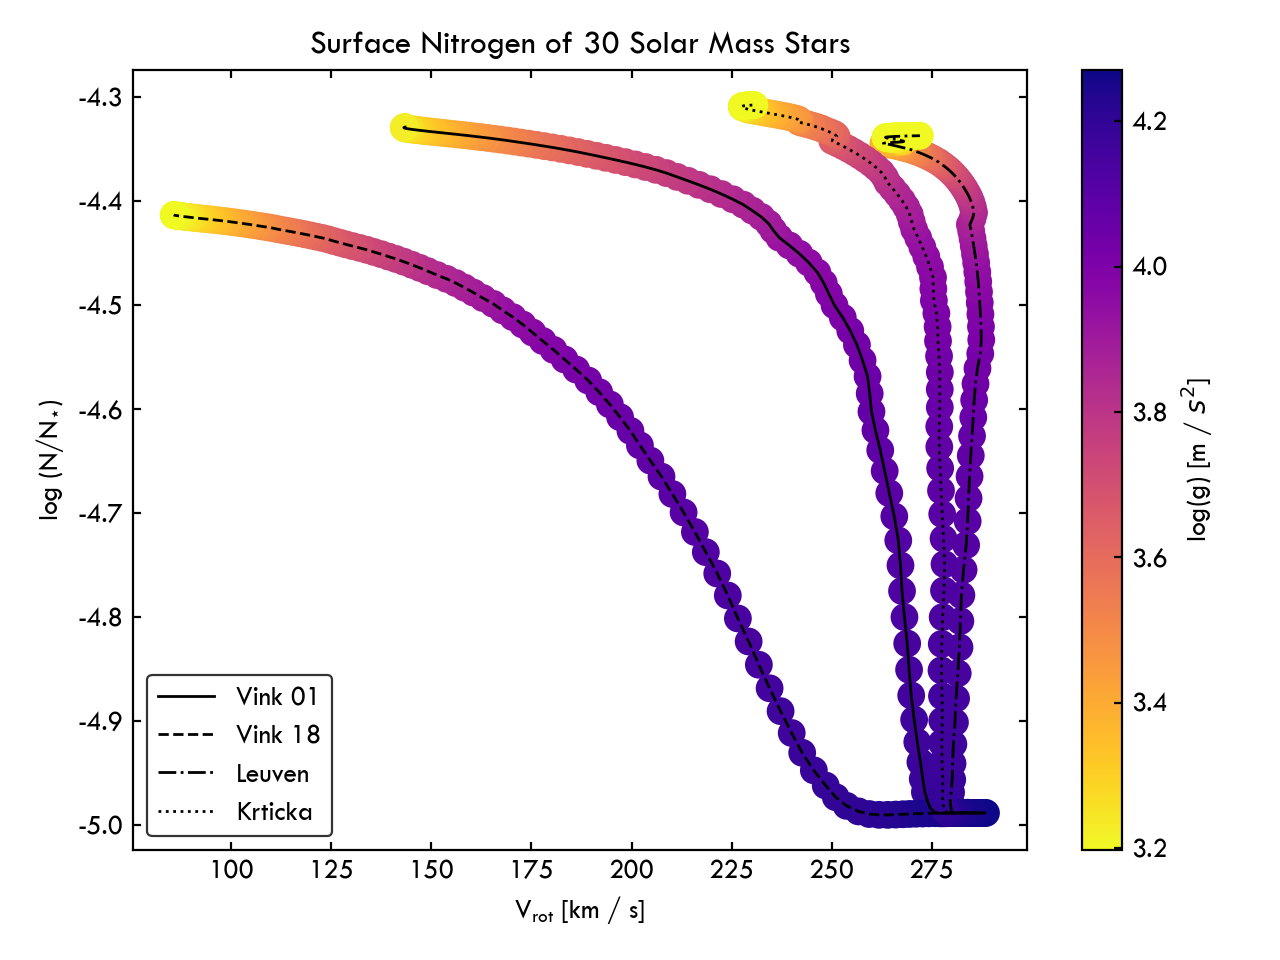 Surface Nitrogen of 30 Solar Mass Stars
-4.3
-4.4
-4.5
-4.6
-4.7
-4.8
-4.9
-5.0
log (N/N⋆)
Vink 01
Vink 18
Leuven
Krticka
100 125 150 175 200 225 250 275
V_rot [km / s]
4.2
4.0
3.8
3.6
3.4
3.2
log(g) [m / s²]